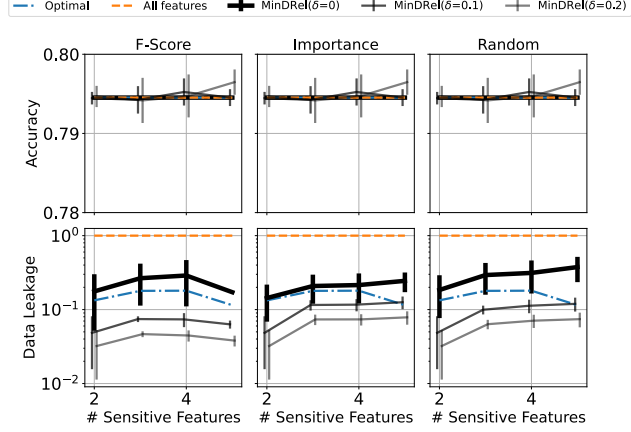 Optimal All features MinDRel(δ=0) MinDRel(δ=0.1) MinDRel(δ=0.2)
F-Score Importance Random
0.80
0.79
0.78
Accuracy
10⁰
10⁻¹
10⁻²
Data Leakage
2 4 2 4 2 4
# Sensitive Features # Sensitive Features # Sensitive Features